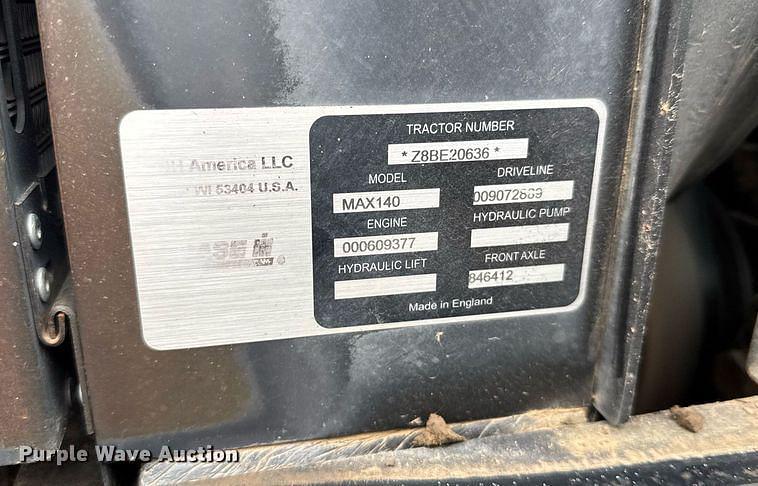 America LLC
WI 53404 U.S.A.
TRACTOR NUMBER
* Z8BE20636 *
MODEL
MAX140
DRIVELINE
009072869
ENGINE
000609377
HYDRAULIC PUMP
HYDRAULIC LIFT
FRONT AXLE
846412
Made in England
Purple Wave Auction